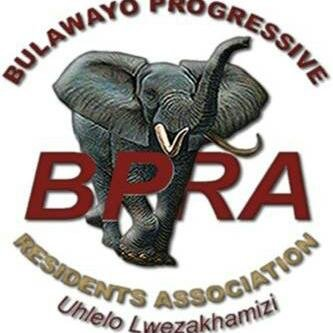 BULAWAYO PROGRESSIVE
BPRA
RESIDENTS ASSOCIATION
Uhlelo Lwezakhamizi